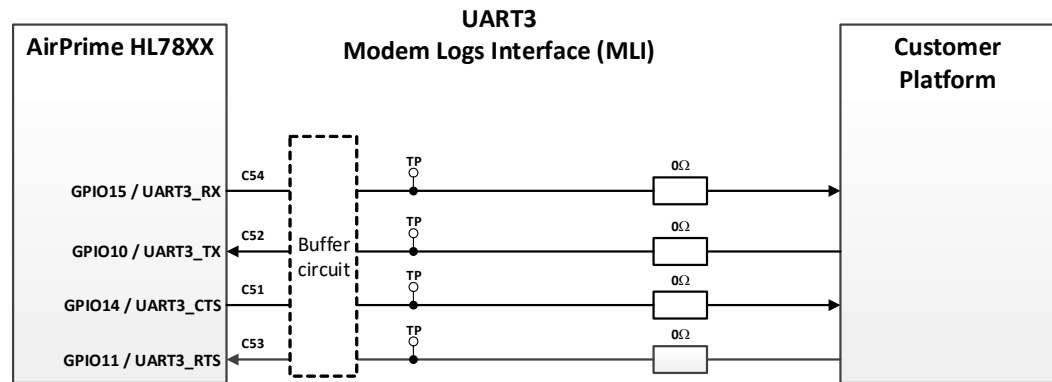 UART3
Modem Logs Interface (MLI)
AirPrime HL78XX
Customer
Platform
GPIO15 / UART3_RX
C54
TP
0Ω
GPIO10 / UART3_TX
C52
TP
0Ω
Buffer
circuit
GPIO14 / UART3_CTS
C51
TP
0Ω
GPIO11 / UART3_RTS
C53
TP
0Ω